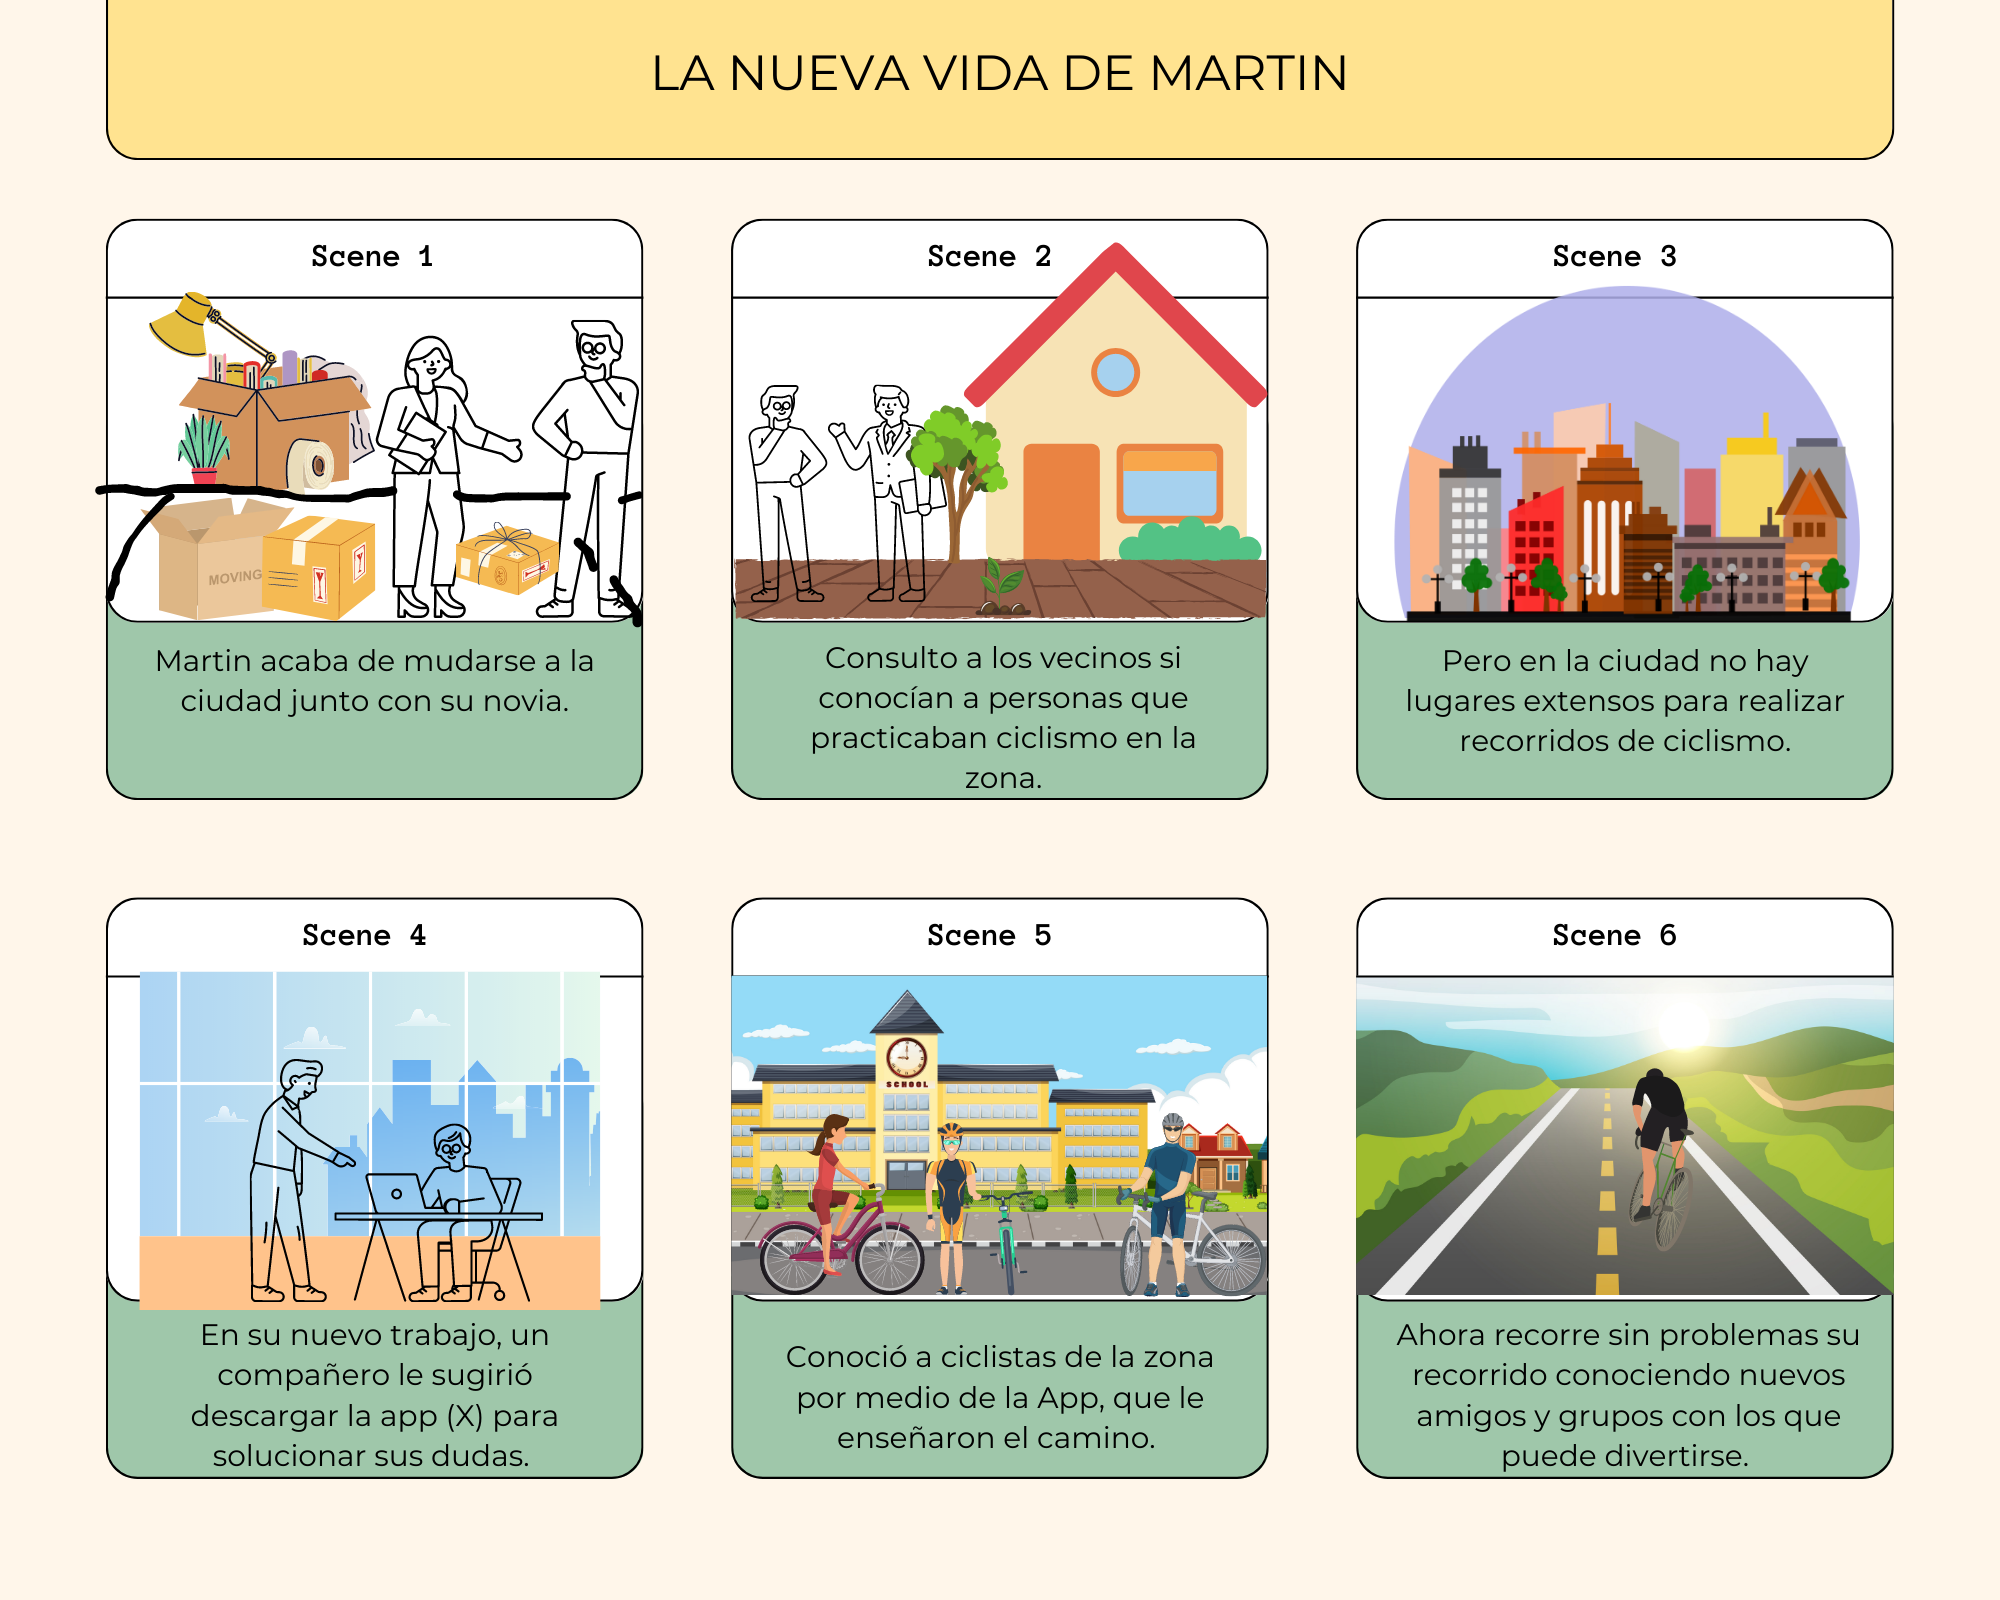 LA NUEVA VIDA DE MARTIN
Scene 1
MOVING
Y
Y
Martin acaba de mudarse a la
ciudad junto con su novia.
Scene 2
Consulto a los vecinos si
conocían a personas que
practicaban ciclismo en la
zona.
Scene 3
Pero en la ciudad no hay
lugares extensos para realizar
recorridos de ciclismo.
Scene 4
En su nuevo trabajo, un
compañero le sugirió
descargar la app (X) para
solucionar sus dudas.
Scene 5
SCHOOL
Conoció a ciclistas de la zona
por medio de la App, que le
enseñaron el camino.
Scene 6
Ahora recorre sin problemas su
recorrido conociendo nuevos
amigos y grupos con los que
puede divertirse.